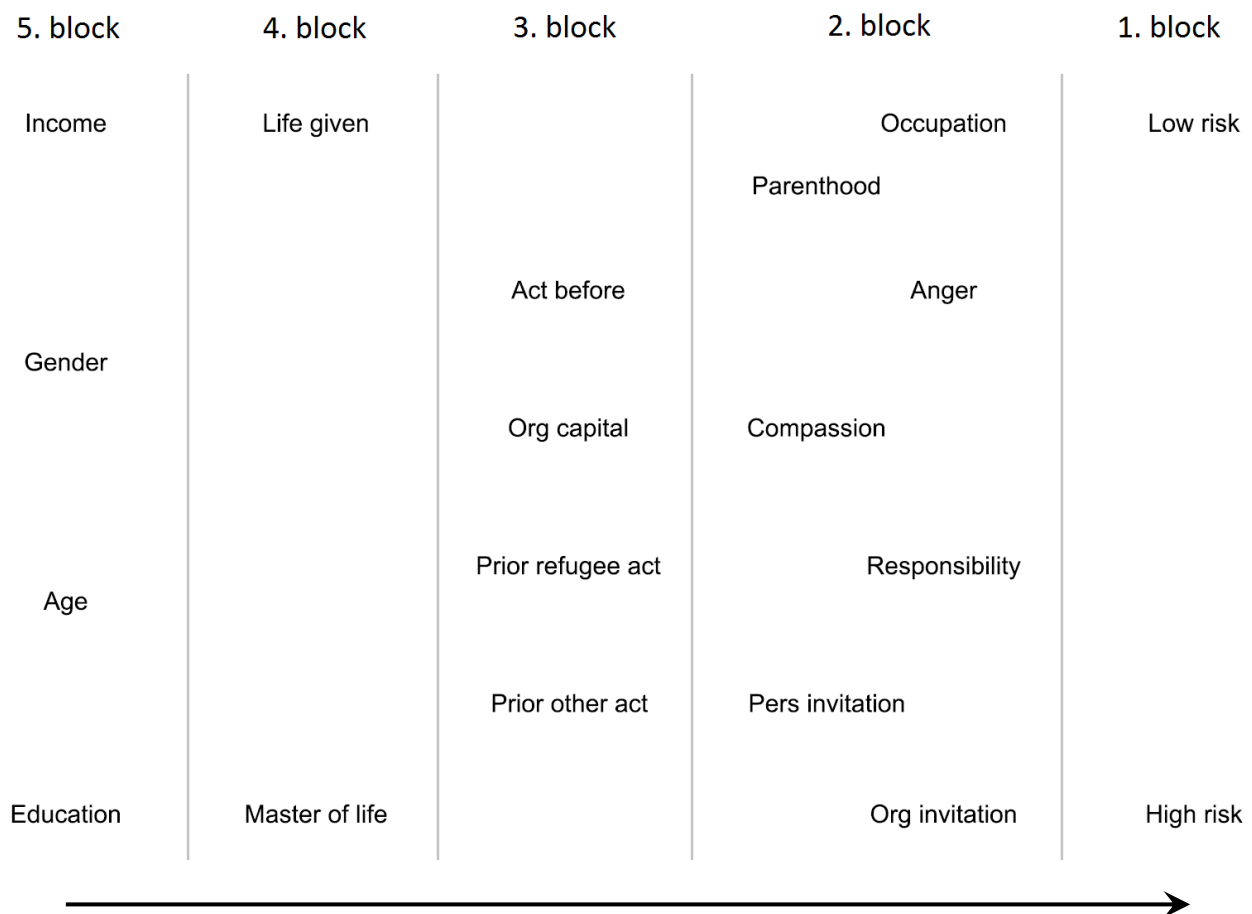 5. block
4. block
3. block
2. block
1. block
Income
Life given
Occupation
Low risk
Parenthood
Act before
Anger
Gender
Org capital
Compassion
Prior refugee act
Responsibility
Age
Prior other act
Pers invitation
Education
Master of life
Org invitation
High risk